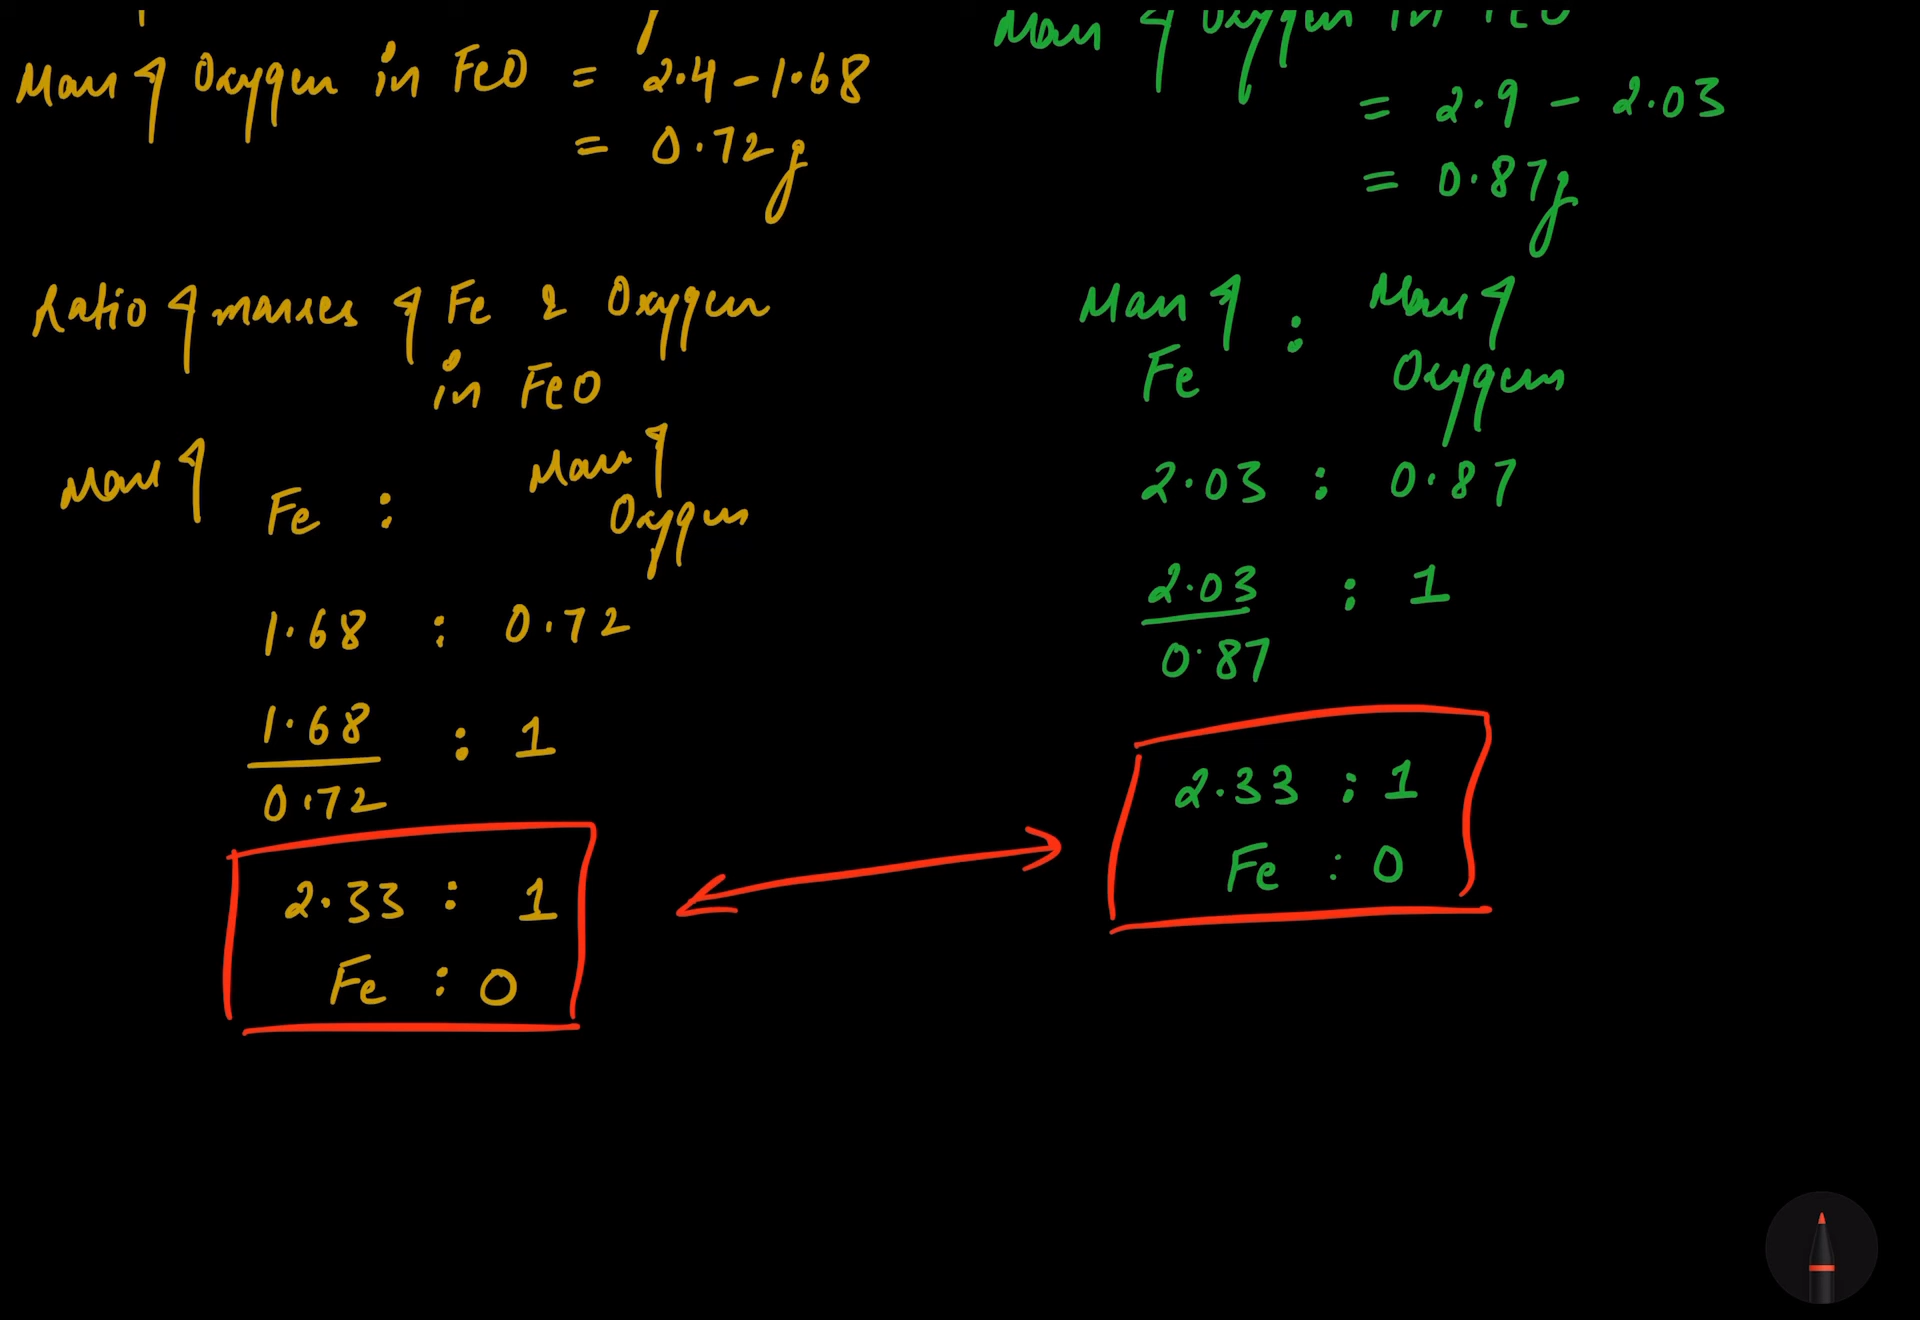 Mass of Oxygen in FeO = 2.4 - 1.68
= 0.72g
Ratio of masses of Fe & Oxygen
in FeO
Mass of Fe : Mass of Oxygen
1.68 : 0.72
1.68 / 0.72 : 1
2.33 : 1
Fe : O
Mass of Oxygen in FeO
= 2.9 - 2.03
= 0.87g
Mass of Fe : Mass of Oxygen
2.03 : 0.87
2.03 / 0.87 : 1
2.33 : 1
Fe : O